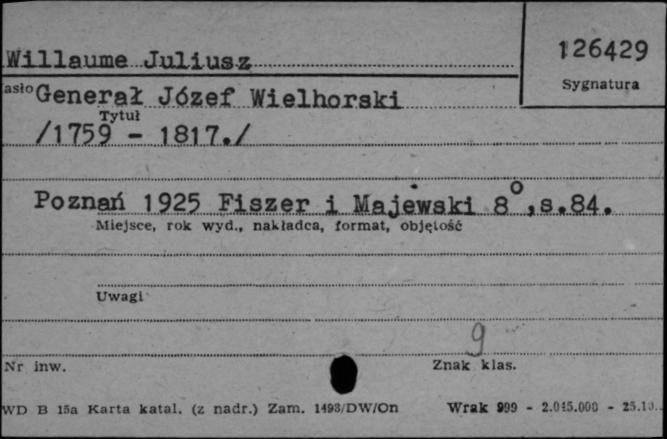 Willaume Juliusz
126429
Sygnatura
asło Generał Józef Wielhorski
Tytuł
/1759 - 1817./
Poznań 1925 Fiszer i Majewski 8°, s.84.
Miejsce, rok wyd., nakładca, format, objętość
Uwagi
9
Nr inw.
Znak klas.
WD B 15a Karta katal. (z nadr.) Zam. 1493/DW/On
Wrak 999 - 2.045.000 -